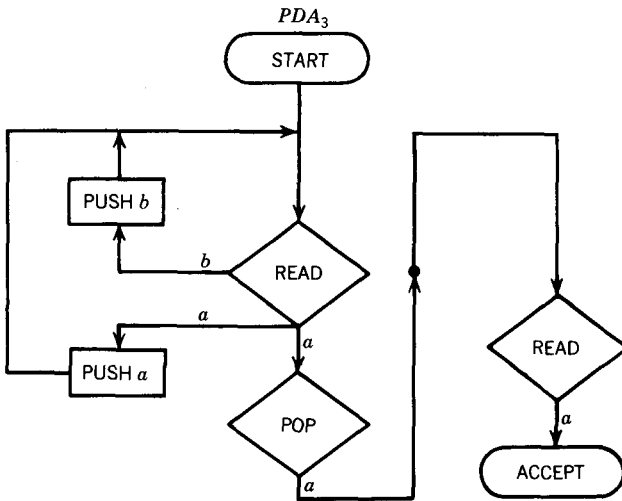 PDA₃
START
PUSH b
b
READ
a
a
PUSH a
POP
a
READ
a
ACCEPT